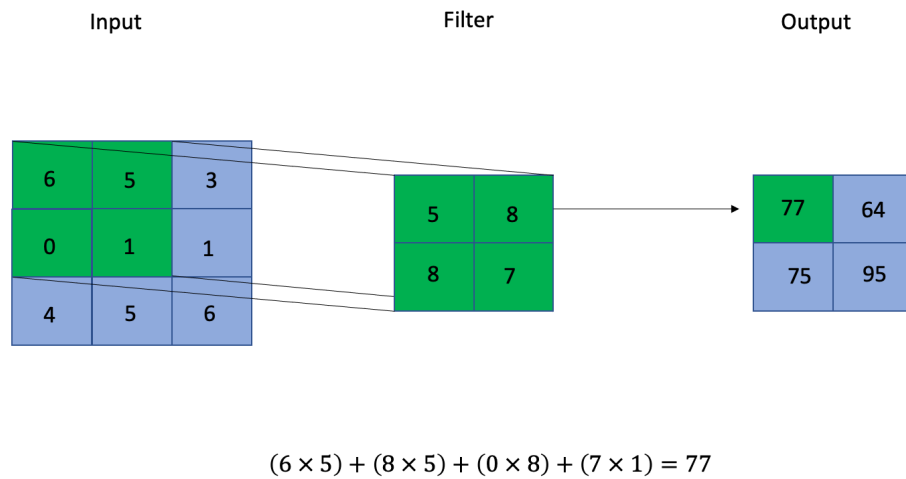 Input Filter Output
6 5 3
5 8 77 64
0 1 1
8 7 75 95
4 5 6
(6 × 5) + (8 × 5) + (0 × 8) + (7 × 1) = 77